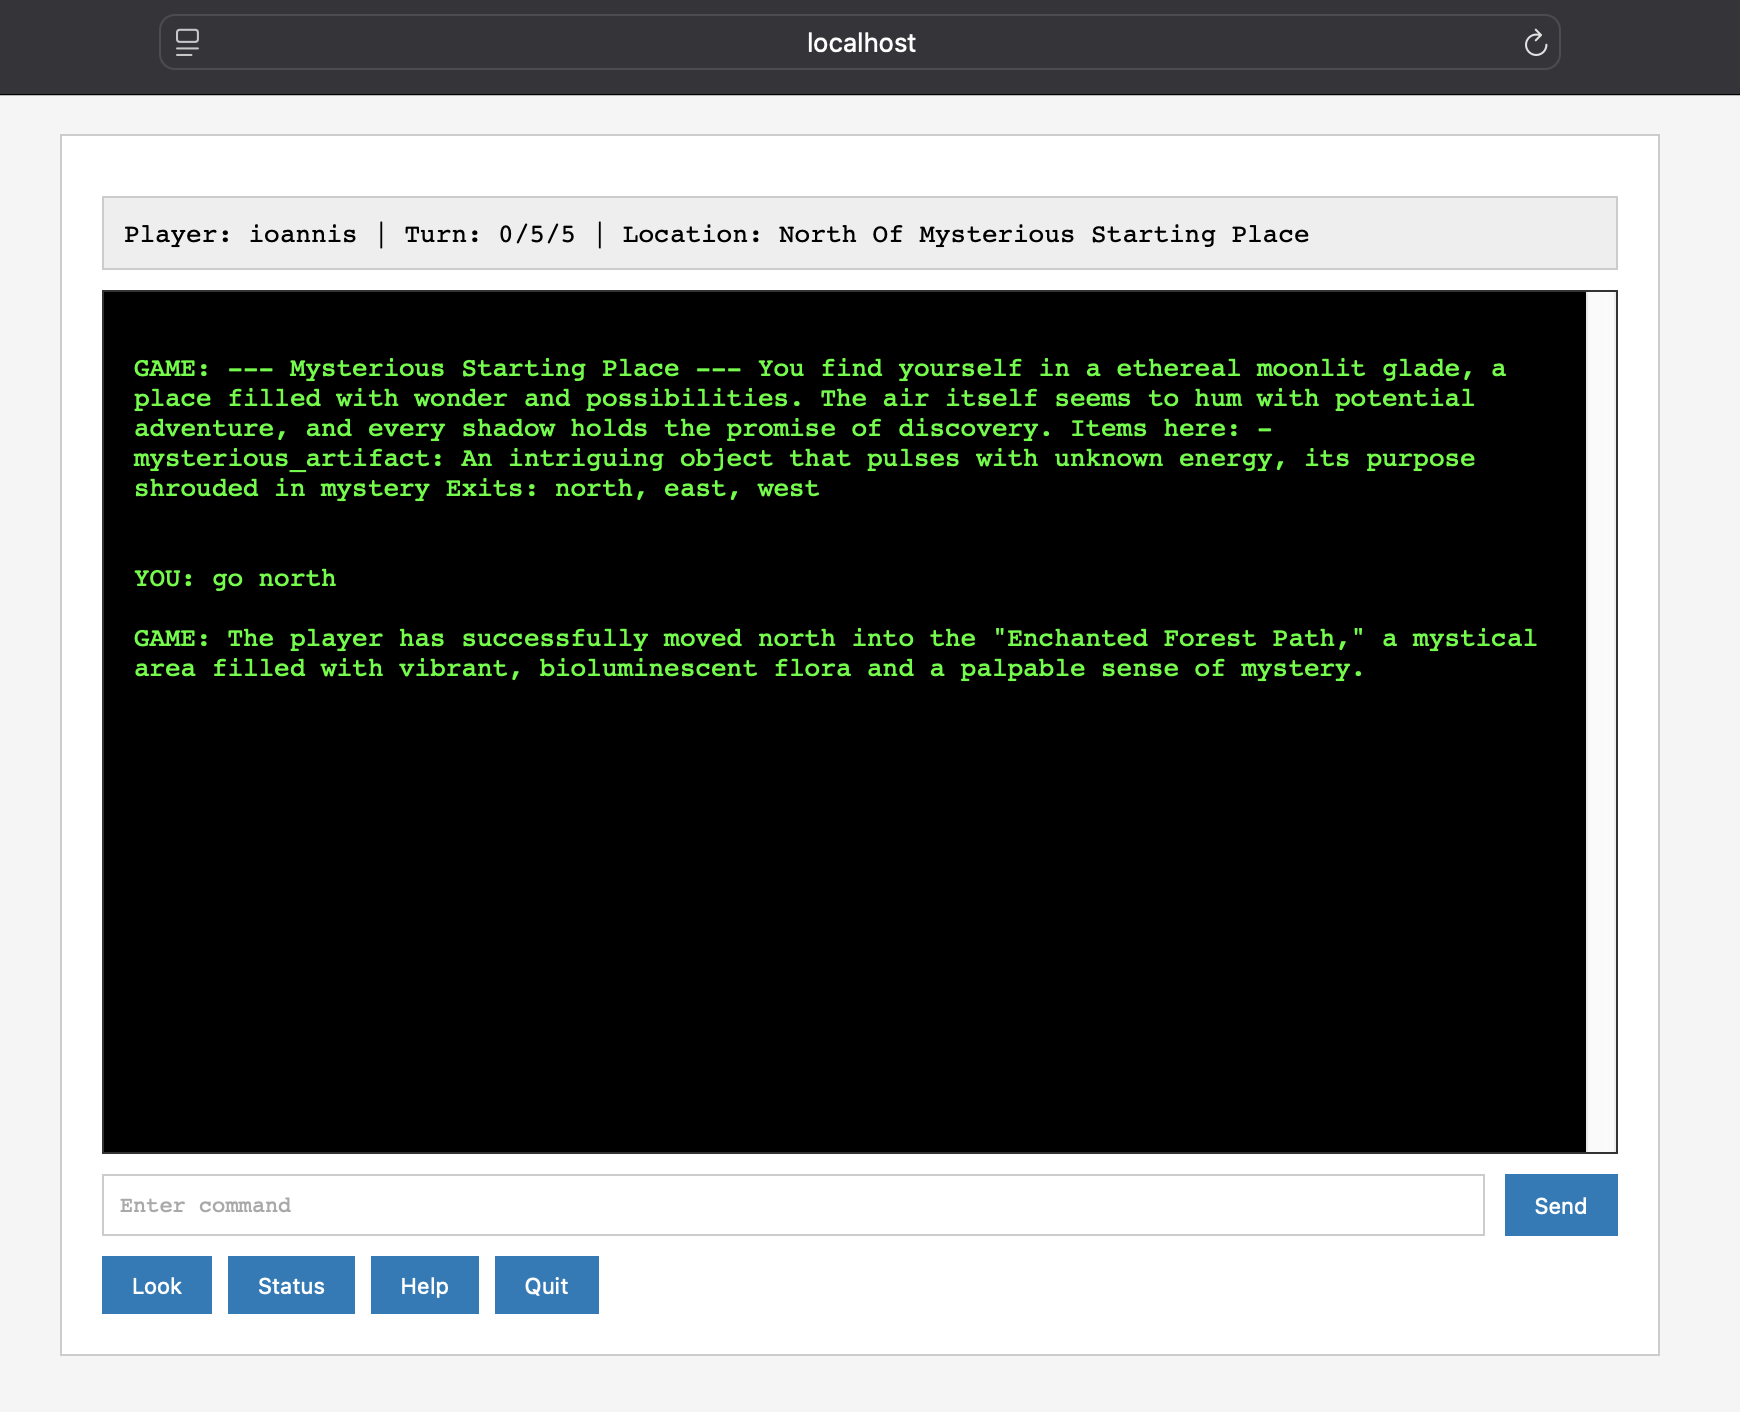 localhost
Player: ioannis | Turn: 0/5/5 | Location: North Of Mysterious Starting Place
GAME: --- Mysterious Starting Place --- You find yourself in a ethereal moonlit glade, a
place filled with wonder and possibilities. The air itself seems to hum with potential
adventure, and every shadow holds the promise of discovery. Items here: -
mysterious_artifact: An intriguing object that pulses with unknown energy, its purpose
shrouded in mystery Exits: north, east, west
YOU: go north
GAME: The player has successfully moved north into the "Enchanted Forest Path," a mystical
area filled with vibrant, bioluminescent flora and a palpable sense of mystery.
Enter command
Send
Look
Status
Help
Quit